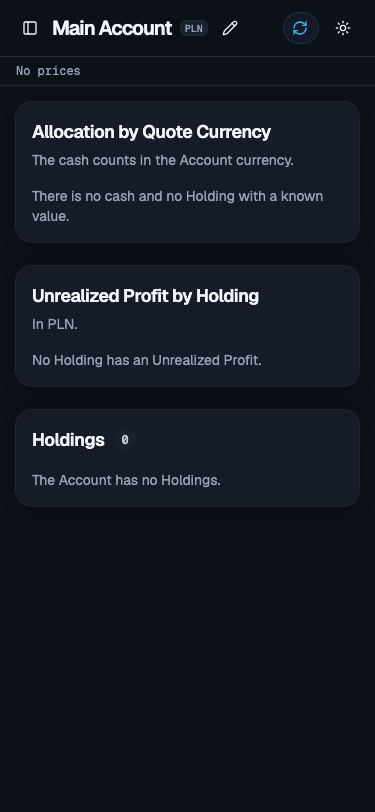 Main Account PLN
No prices
Allocation by Quote Currency
The cash counts in the Account currency.
There is no cash and no Holding with a known
value.
Unrealized Profit by Holding
In PLN.
No Holding has an Unrealized Profit.
Holdings 0
The Account has no Holdings.